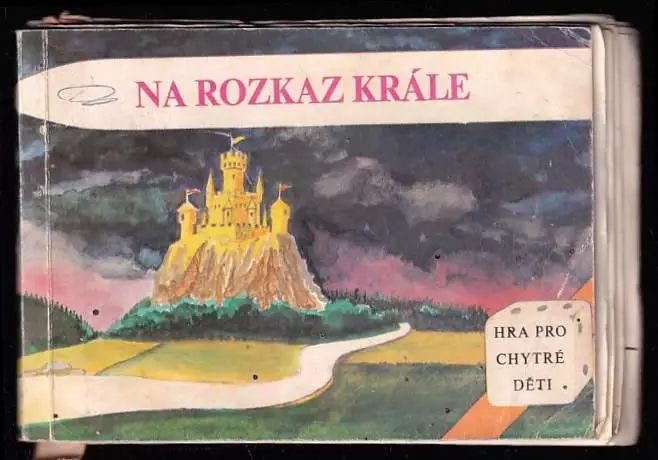 NA ROZKAZ KRÁLE
HRA PRO
CHYTRÉ
DĚTI